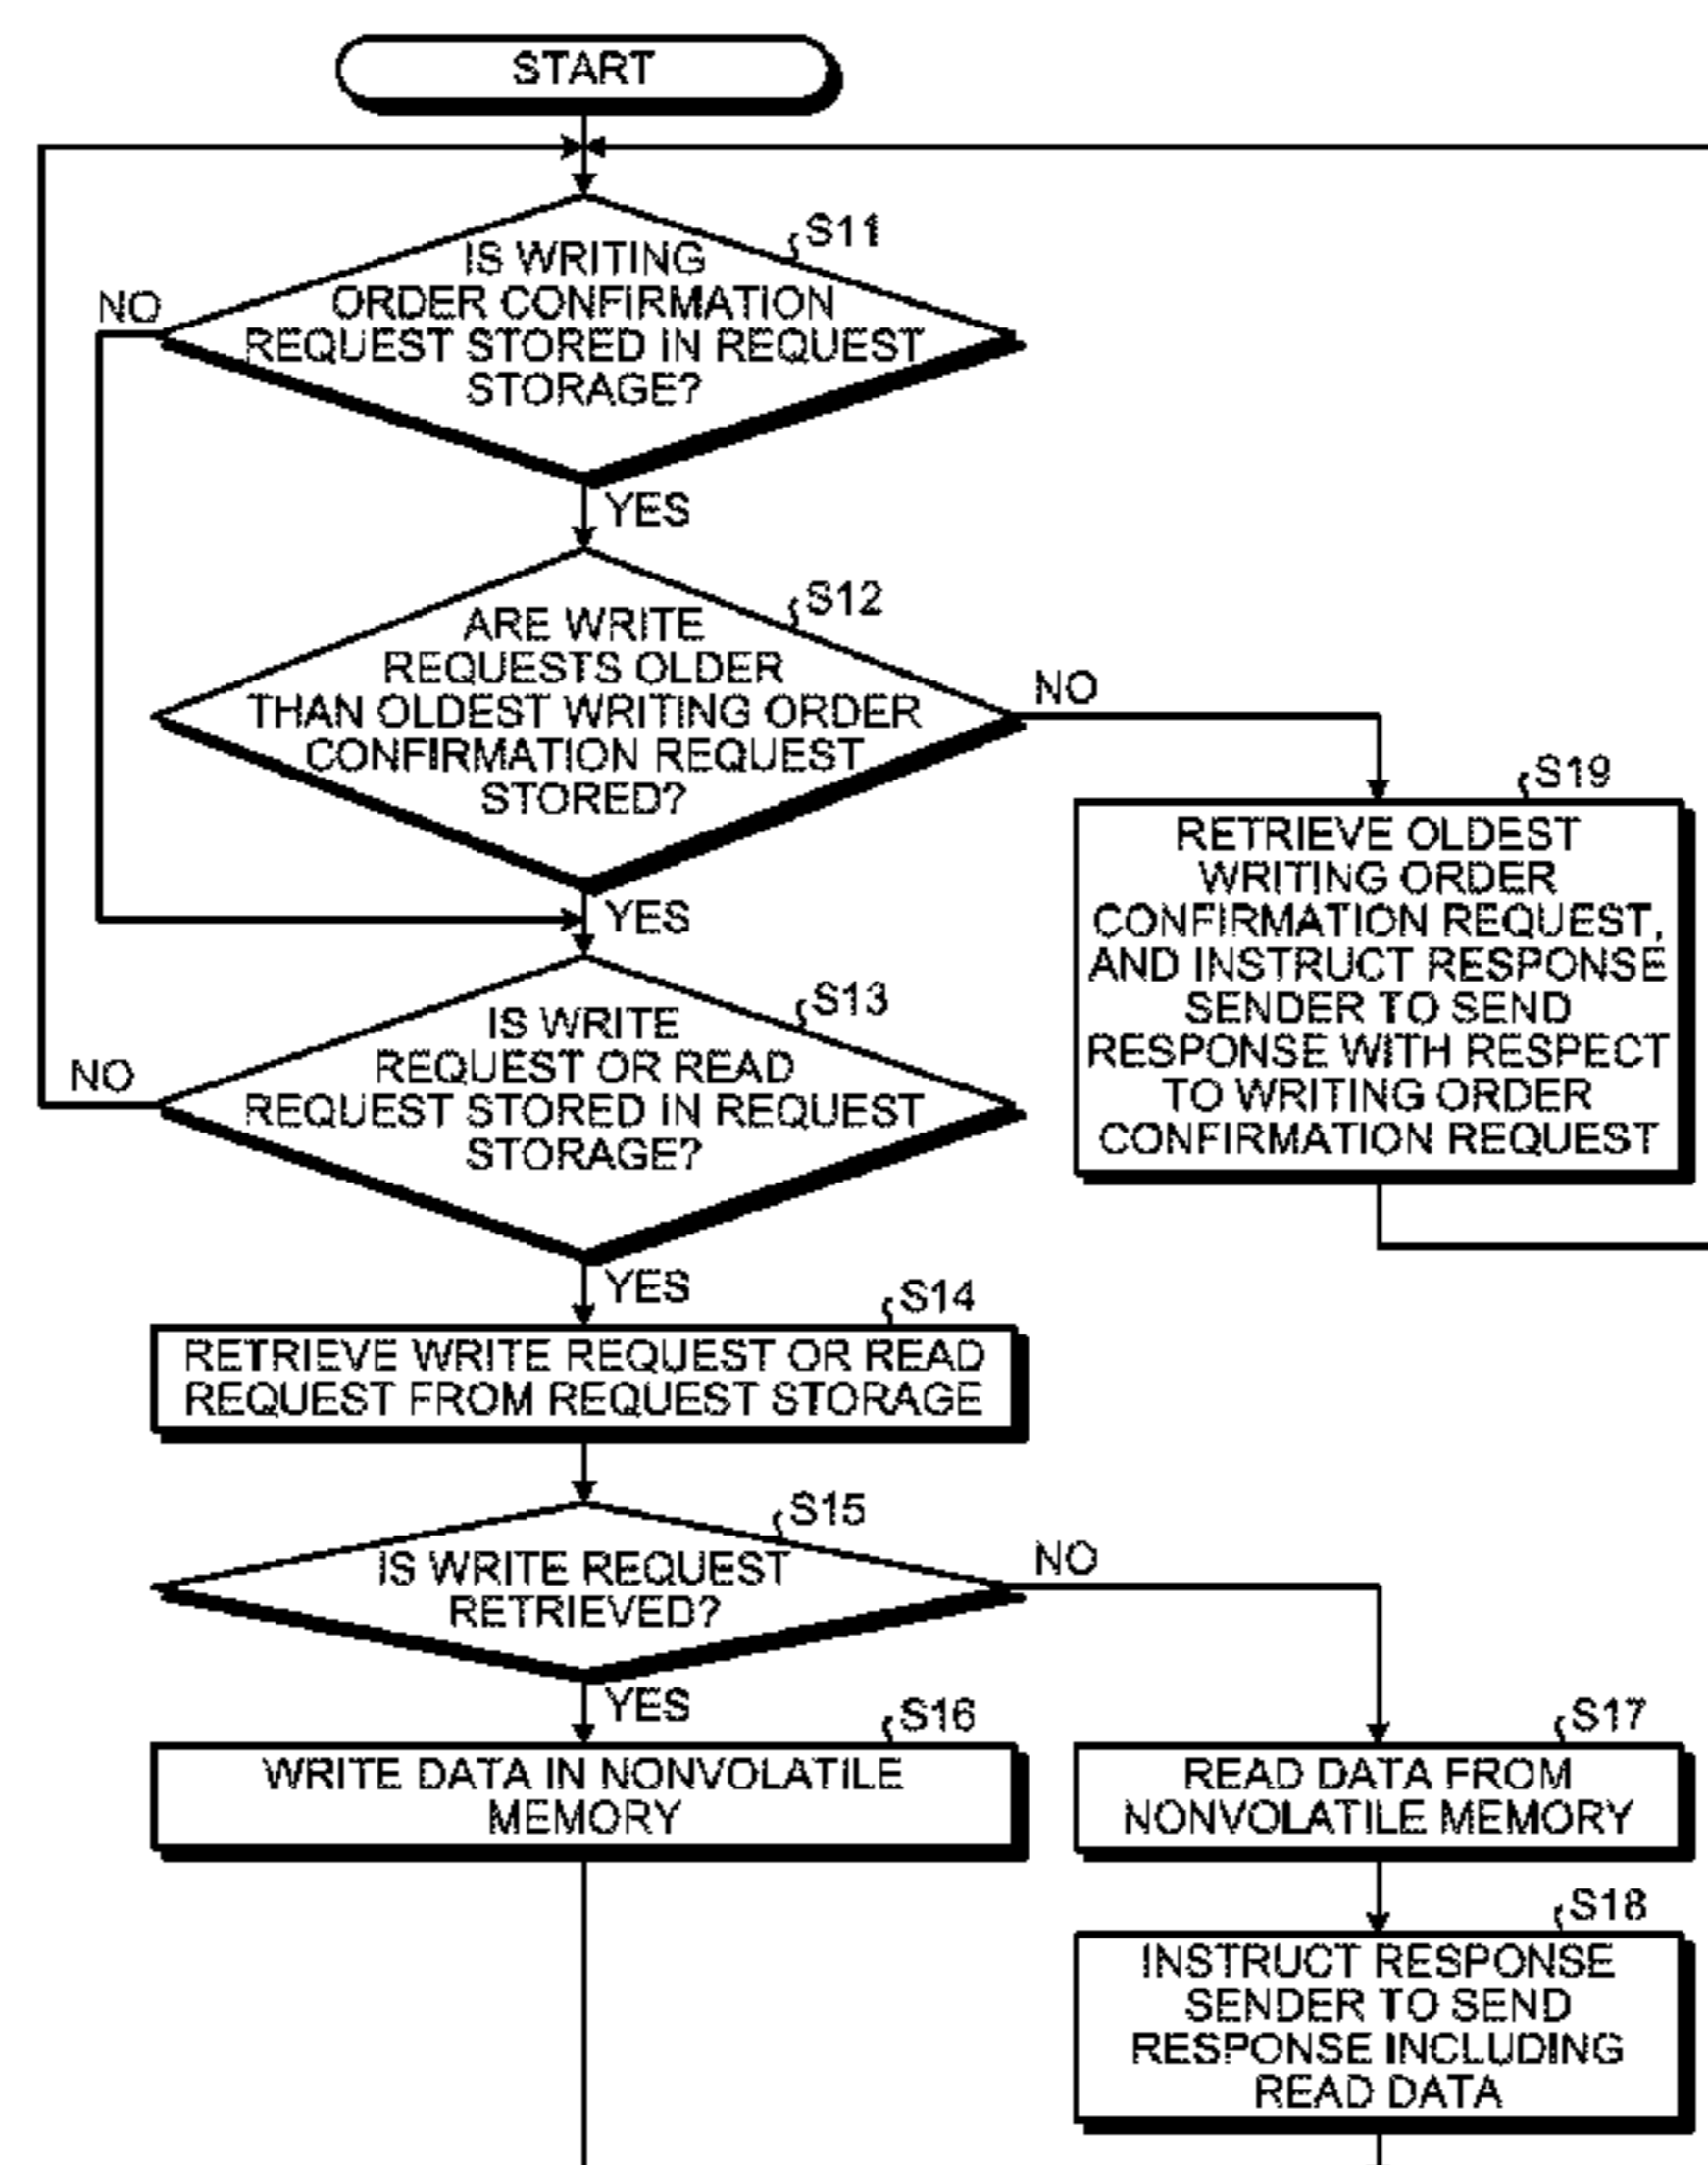 START
S11
IS WRITING
ORDER CONFIRMATION
REQUEST STORED IN REQUEST
STORAGE?
NO
YES
S12
ARE WRITE
REQUESTS OLDER
THAN OLDEST WRITING ORDER
CONFIRMATION REQUEST
STORED?
NO
YES
S19
RETRIEVE OLDEST
WRITING ORDER
CONFIRMATION REQUEST,
AND INSTRUCT RESPONSE
SENDER TO SEND
RESPONSE WITH RESPECT
TO WRITING ORDER
CONFIRMATION REQUEST
S13
IS WRITE
REQUEST OR READ
REQUEST STORED IN REQUEST
STORAGE?
NO
YES
S14
RETRIEVE WRITE REQUEST OR READ
REQUEST FROM REQUEST STORAGE
S15
IS WRITE REQUEST
RETRIEVED?
NO
YES
S16
WRITE DATA IN NONVOLATILE
MEMORY
S17
READ DATA FROM
NONVOLATILE MEMORY
S18
INSTRUCT RESPONSE
SENDER TO SEND
RESPONSE INCLUDING
READ DATA